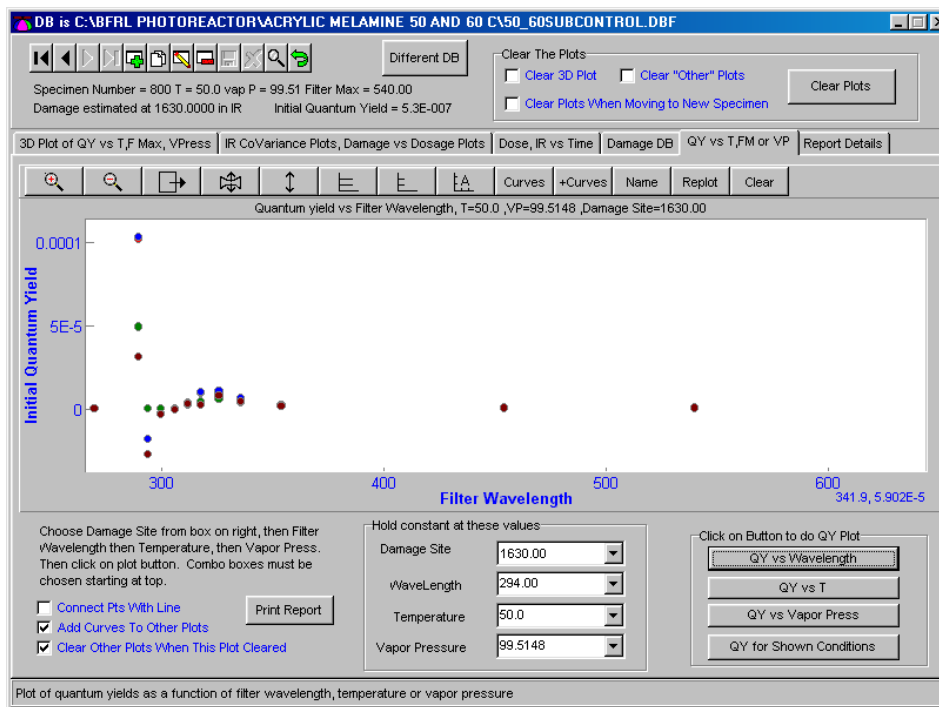 DB is C:\BFRL PHOTOREACTOR\ACRYLIC MELAMINE 50 AND 60 C\50_60SUBCONTROL.DBF
Different DB
Specimen Number = 800 T = 50.0 vap P = 99.51 Filter Max = 540.00
Damage estimated at 1630.0000 in IR Initial Quantum Yield = 5.3E-007
Clear The Plots
Clear 3D Plot
Clear "Other" Plots
Clear Plots When Moving to New Specimen
Clear Plots
3D Plot of QY vs T,F Max, VPress
IR CoVariance Plots, Damage vs Dosage Plots
Dose, IR vs Time
Damage DB
QY vs T,FM or VP
Report Details
A
Curves
+Curves
Name
Replot
Clear
Quantum yield vs Filter Wavelength, T=50.0 ,VP=99.5148 ,Damage Site=1630.00
Initial Quantum Yield
0.0001
5E-5
0
300
400
500
600
Filter Wavelength
341.9, 5.902E-5
Choose Damage Site from box on right, then Filter
Wavelength then Temperature, then Vapor Press.
Then click on plot button. Combo boxes must be
chosen starting at top.
Connect Pts With Line
Add Curves To Other Plots
Clear Other Plots When This Plot Cleared
Print Report
Hold constant at these values
Damage Site 1630.00
WaveLength 294.00
Temperature 50.0
Vapor Pressure 99.5148
Click on Button to do QY Plot
QY vs Wavelength
QY vs T
QY vs Vapor Press
QY for Shown Conditions
Plot of quantum yields as a function of filter wavelength, temperature or vapor pressure